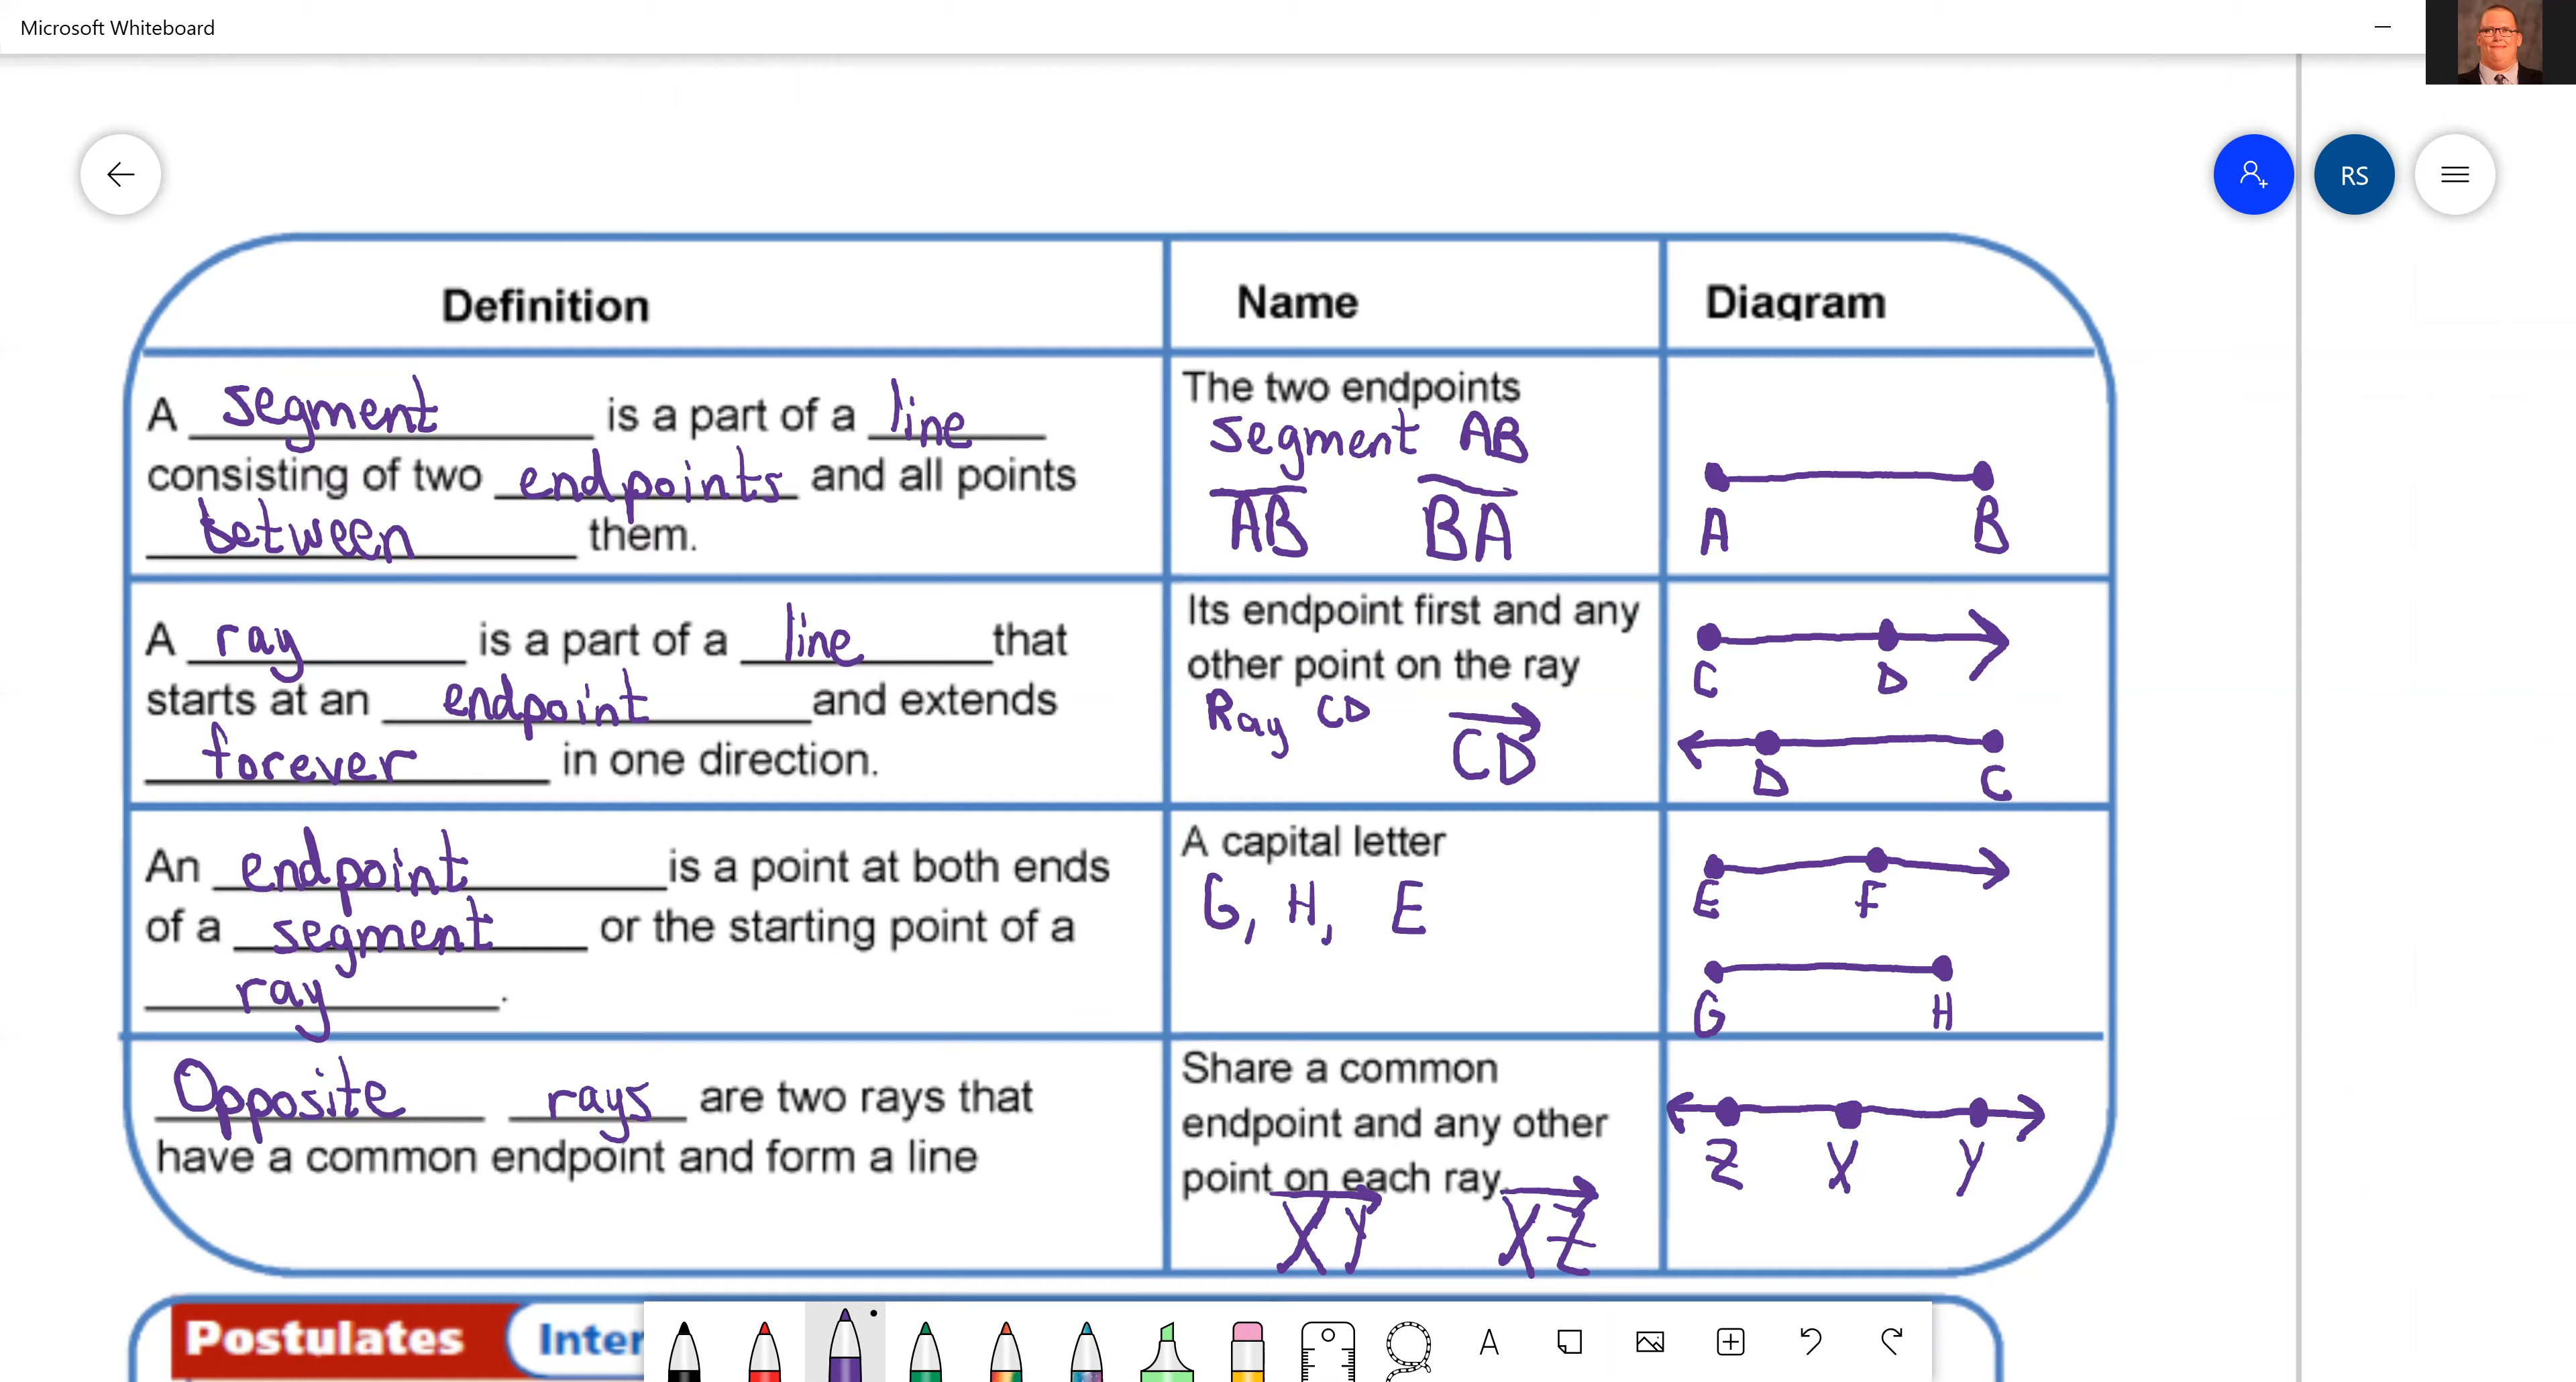 Microsoft Whiteboard
RS
Definition Name Diagram
A segment is a part of a line
consisting of two endpoints and all points
between them.
The two endpoints
segment AB
AB BA
A B
A ray is a part of a line that
starts at an endpoint and extends
forever in one direction.
Its endpoint first and any
other point on the ray
Ray CD CD
C D
D C
An endpoint is a point at both ends
of a segment or the starting point of a
ray.
A capital letter
G, H, E
E F
G H
Opposite rays are two rays that
have a common endpoint and form a line
Share a common
endpoint and any other
point on each ray.
XY XZ
Z X Y
Postulates Inter
A